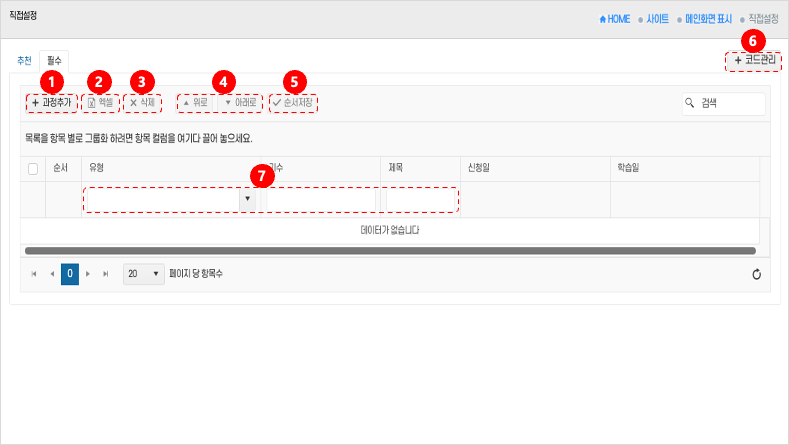 직접설정
HOME 사이트 메인화면 표시 직접설정
6
추천 필수
+ 코드관리
1 2 3 4 5
+ 과정추가 엑셀 삭제 위로 아래로 순서저장 검색
목록을 항목 별로 그룹화 하려면 항목 컬럼을 여기다 끌어 놓으세요.
7
순서 유형 제목 신청일 학습일
데이터가 없습니다
0 20 페이지 당 항목수